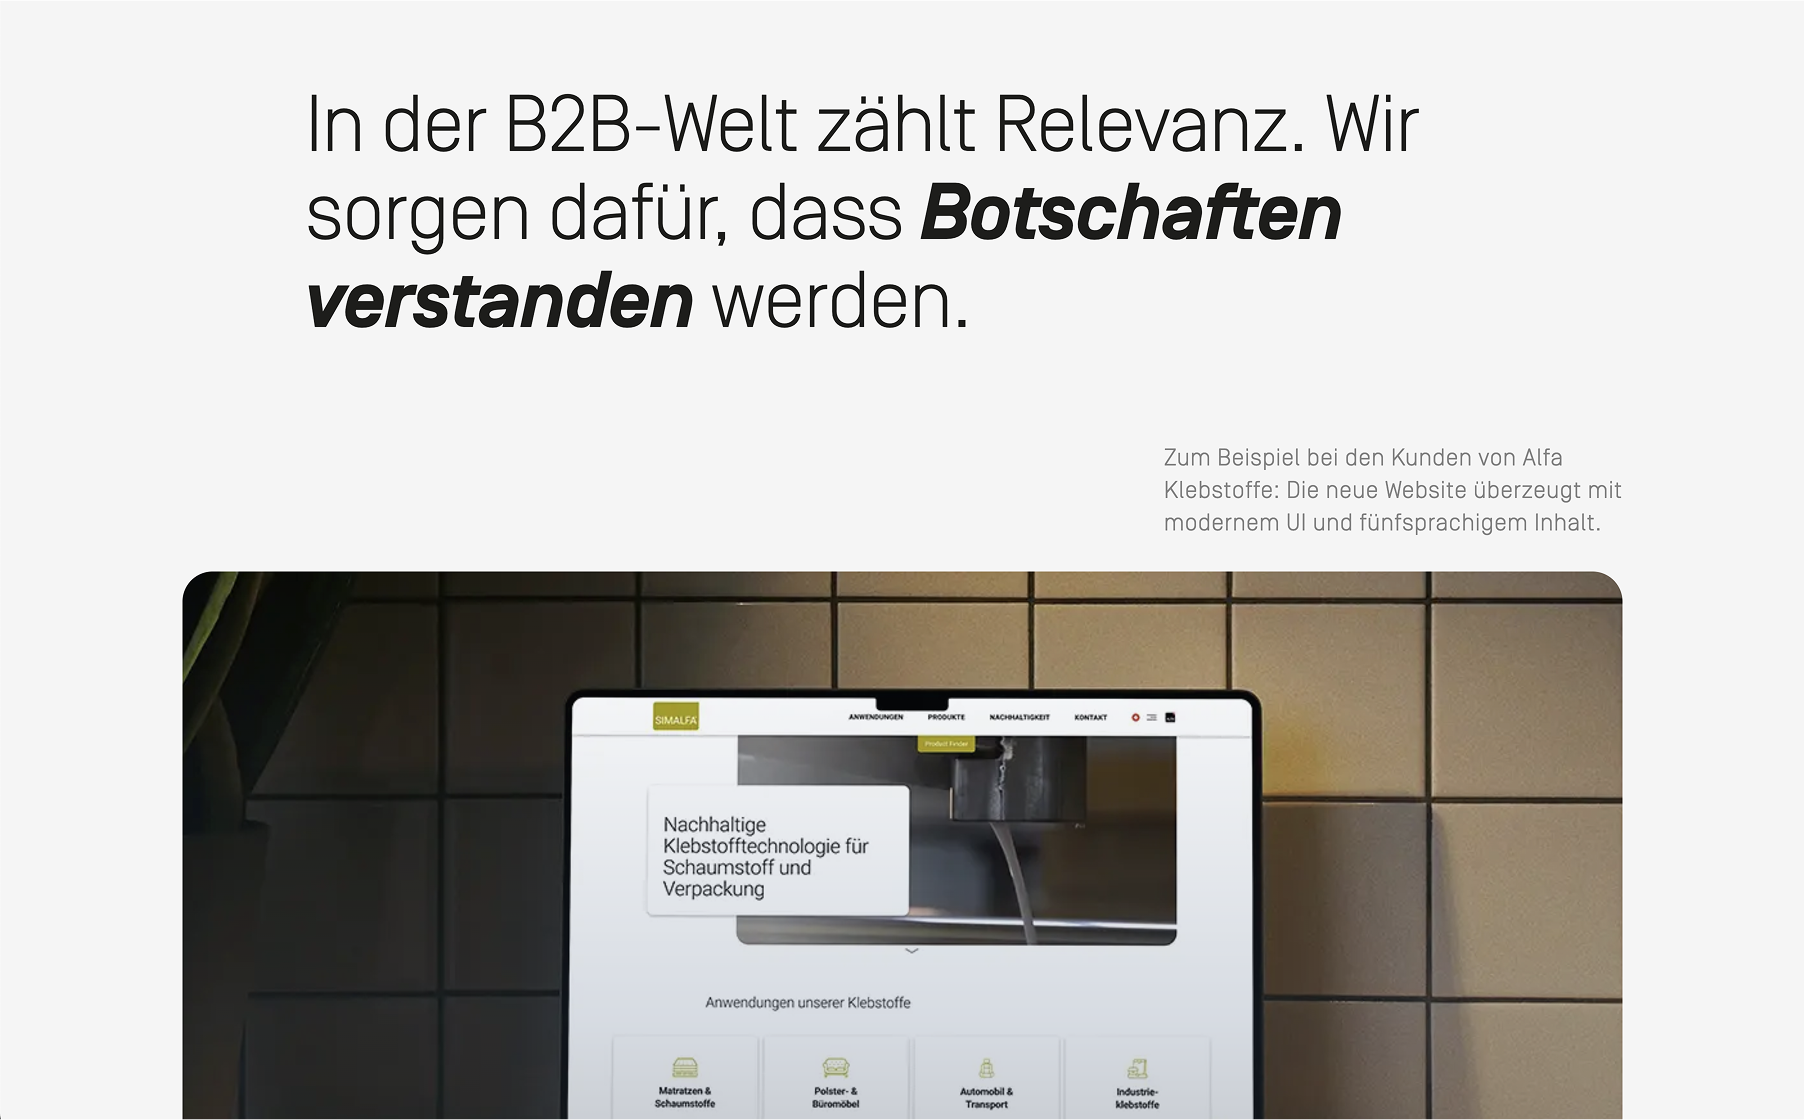 In der B2B-Welt zählt Relevanz. Wir
sorgen dafür, dass Botschaften
verstanden werden.
Zum Beispiel bei den Kunden von Alfa
Klebstoffe: Die neue Website überzeugt mit
modernem UI und fünfsprachigem Inhalt.
SIMALFA
ANWENDUNGEN PRODUKTE NACHHALTIGKEIT KONTAKT
Product Finder
Nachhaltige
Klebstofftechnologie für
Schaumstoff und
Verpackung
Anwendungen unserer Klebstoffe
Matratzen &
Schaumstoffe
Polster- &
Büromöbel
Automobil &
Transport
Industrie-
klebstoffe